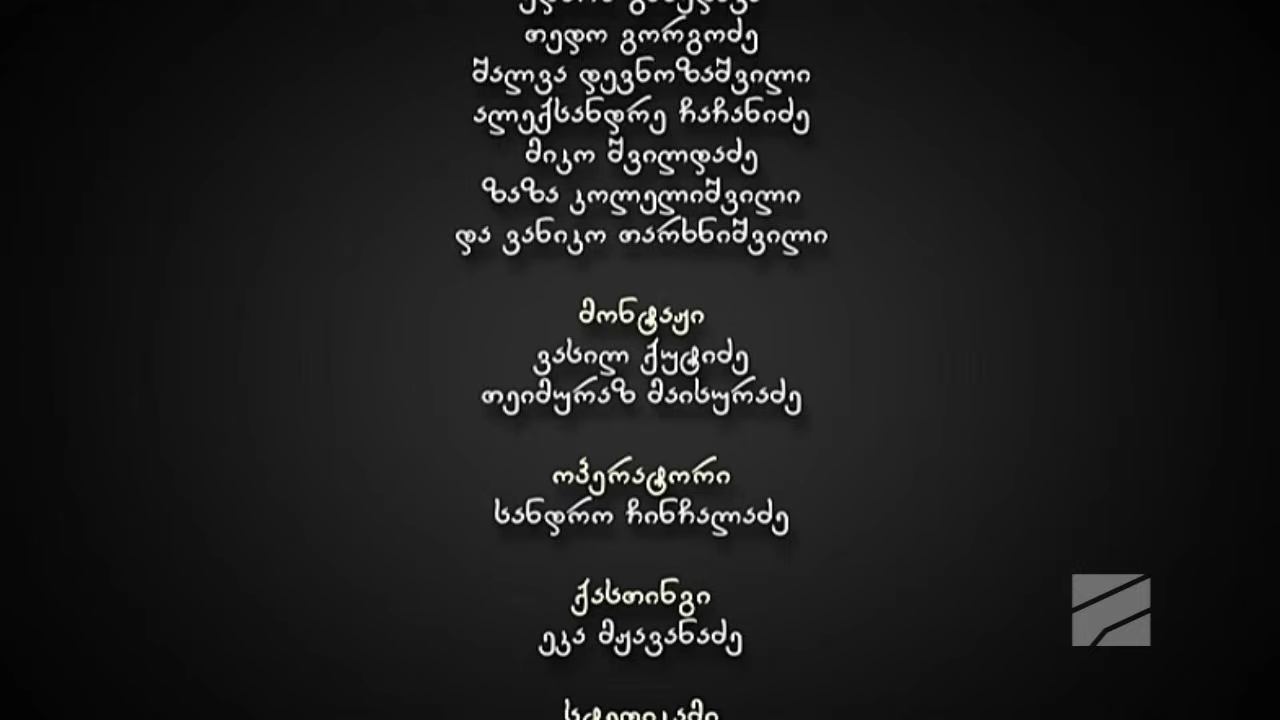 თედო გორგოძე
შალვა დევნოზაშვილი
ალექსანდრე ჩაჩანიძე
მიკო შვილდაძე
ზაზა კოლელიშვილი
და ვანიკო თარხნიშვილი
მონტაჟი
ვასილ ქუტიძე
თეიმურაზ მაისურაძე
ოპერატორი
სანდრო ჩინჩალაძე
ქასთინგი
ეკა მჟავანაძე